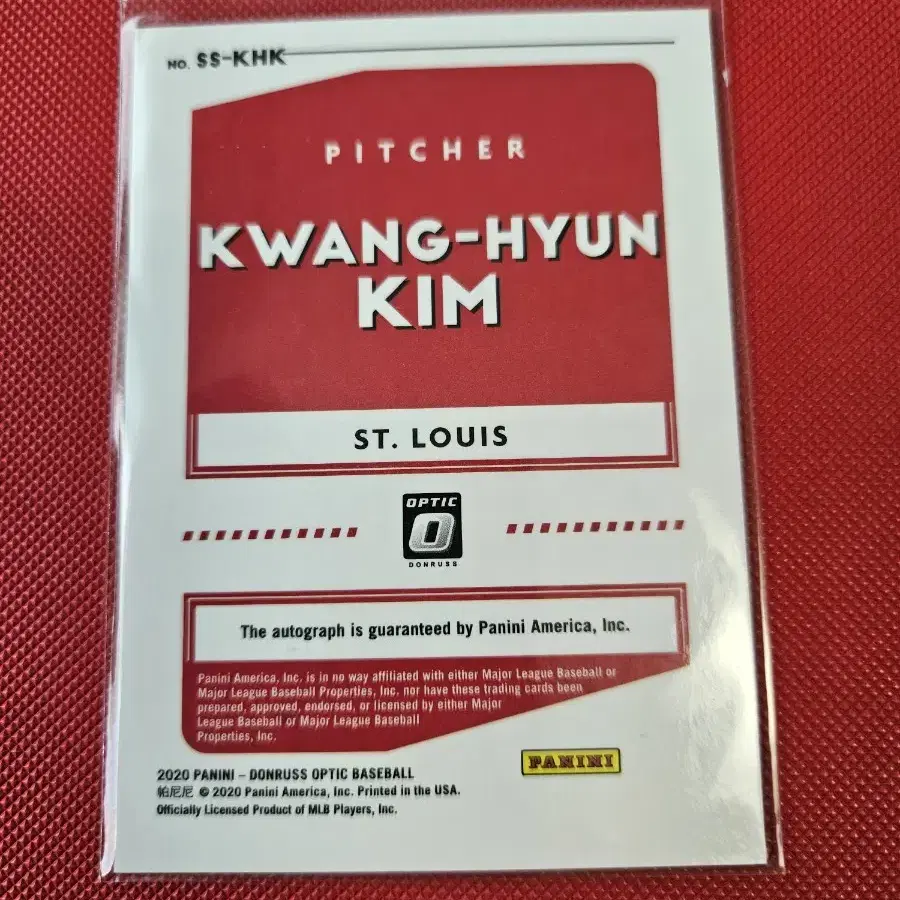 NO. SS-KHK
PITCHER
KWANG-HYUN
KIM
ST. LOUIS
OPTIC
O
DONRUSS
The autograph is guaranteed by Panini America, Inc.
Panini America, Inc. is in no way affiliated with either Major League Baseball or
Major League Baseball Properties, Inc. nor have these trading cards been
prepared, approved, endorsed, or licensed by either Major
League Baseball or Major League Baseball
Properties, Inc.
PANINI
2020 PANINI – DONRUSS OPTIC BASEBALL
帕尼尼 © 2020 Panini America, Inc. Printed in the USA.
Officially Licensed Product of MLB Players, Inc.